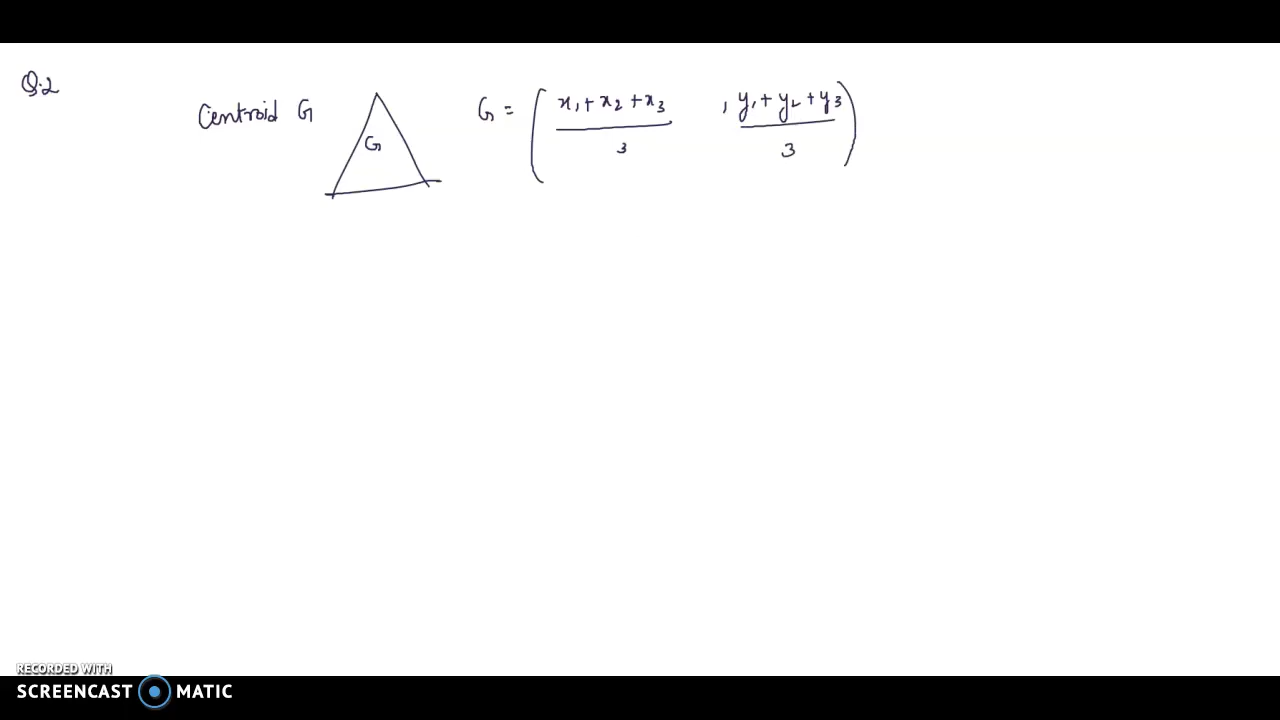 Q.2
Centroid G
G
G = ( x₁ + x₂ + x₃ / 3 , y₁ + y₂ + y₃ / 3 )
RECORDED WITH
SCREENCAST MATIC